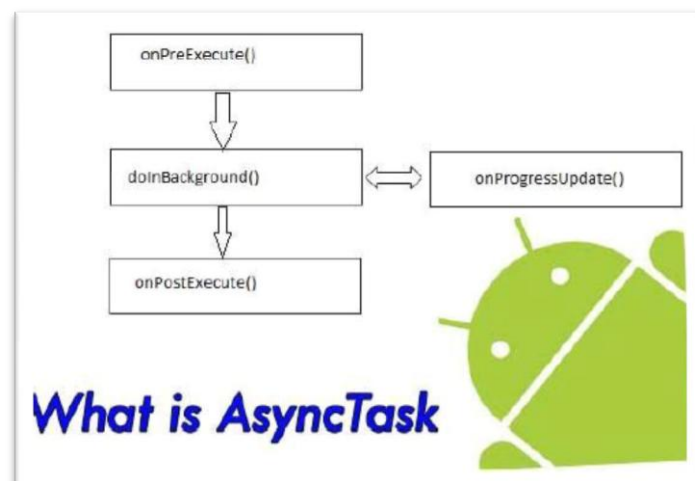 onPreExecute()
doInBackground()
onProgressUpdate()
onPostExecute()
What is AsyncTask